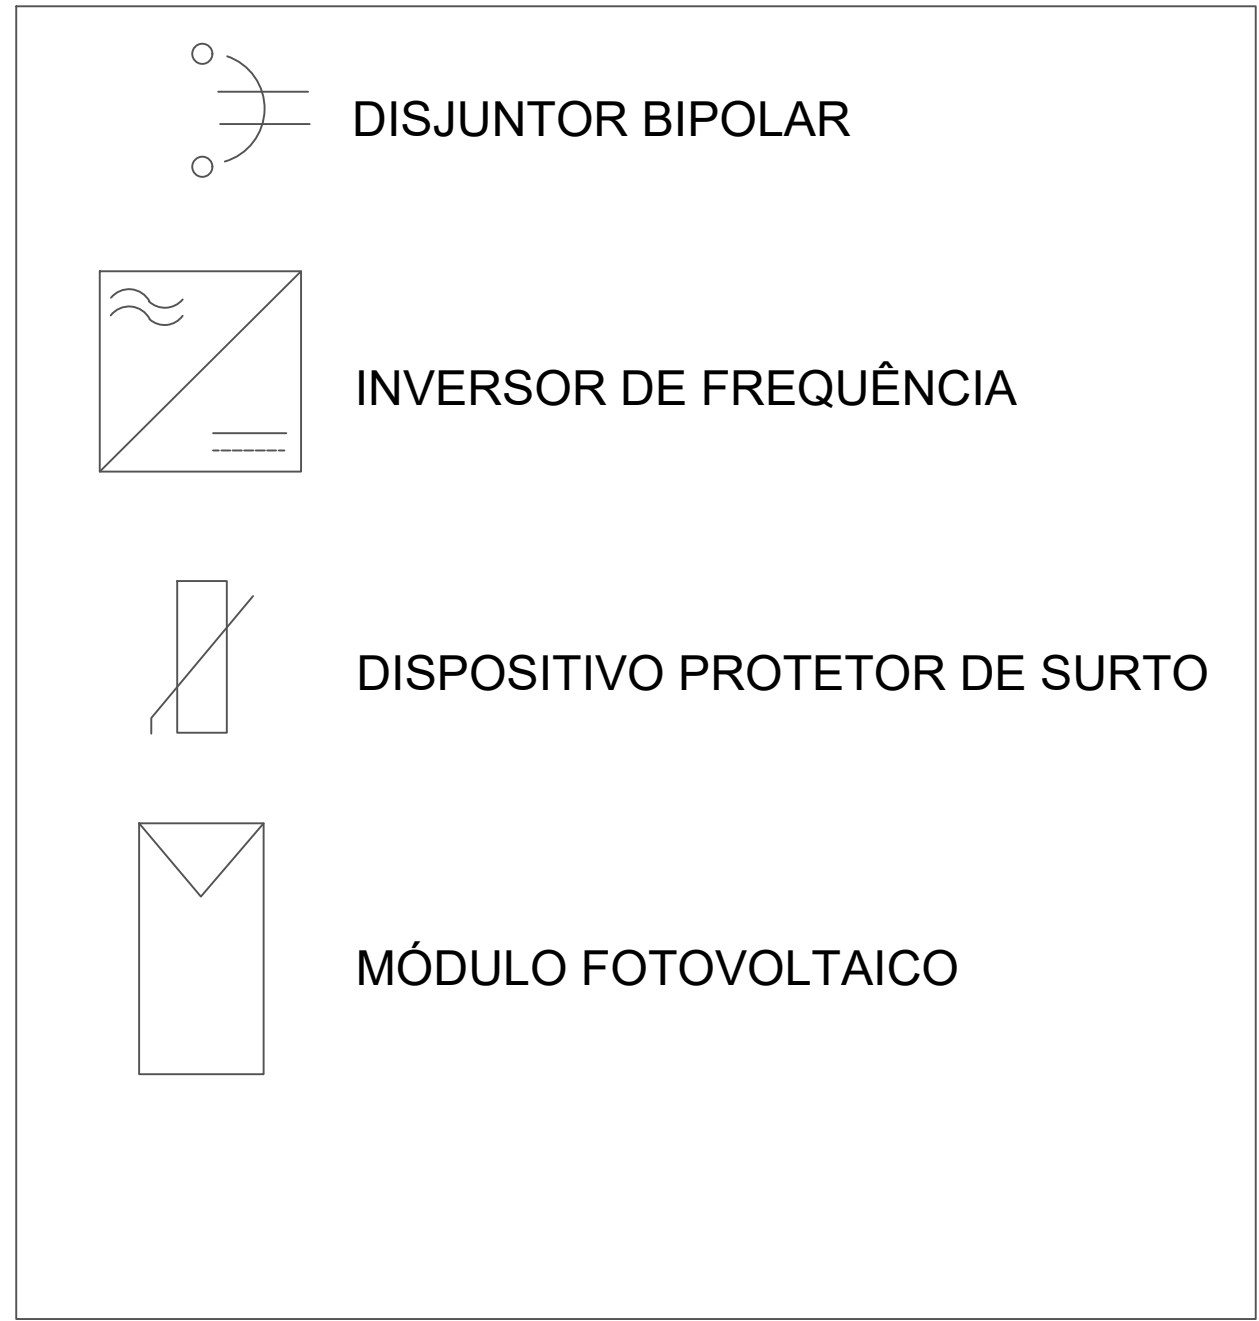 DISJUNTOR BIPOLAR
INVERSOR DE FREQUÊNCIA
DISPOSITIVO PROTETOR DE SURTO
MÓDULO FOTOVOLTAICO